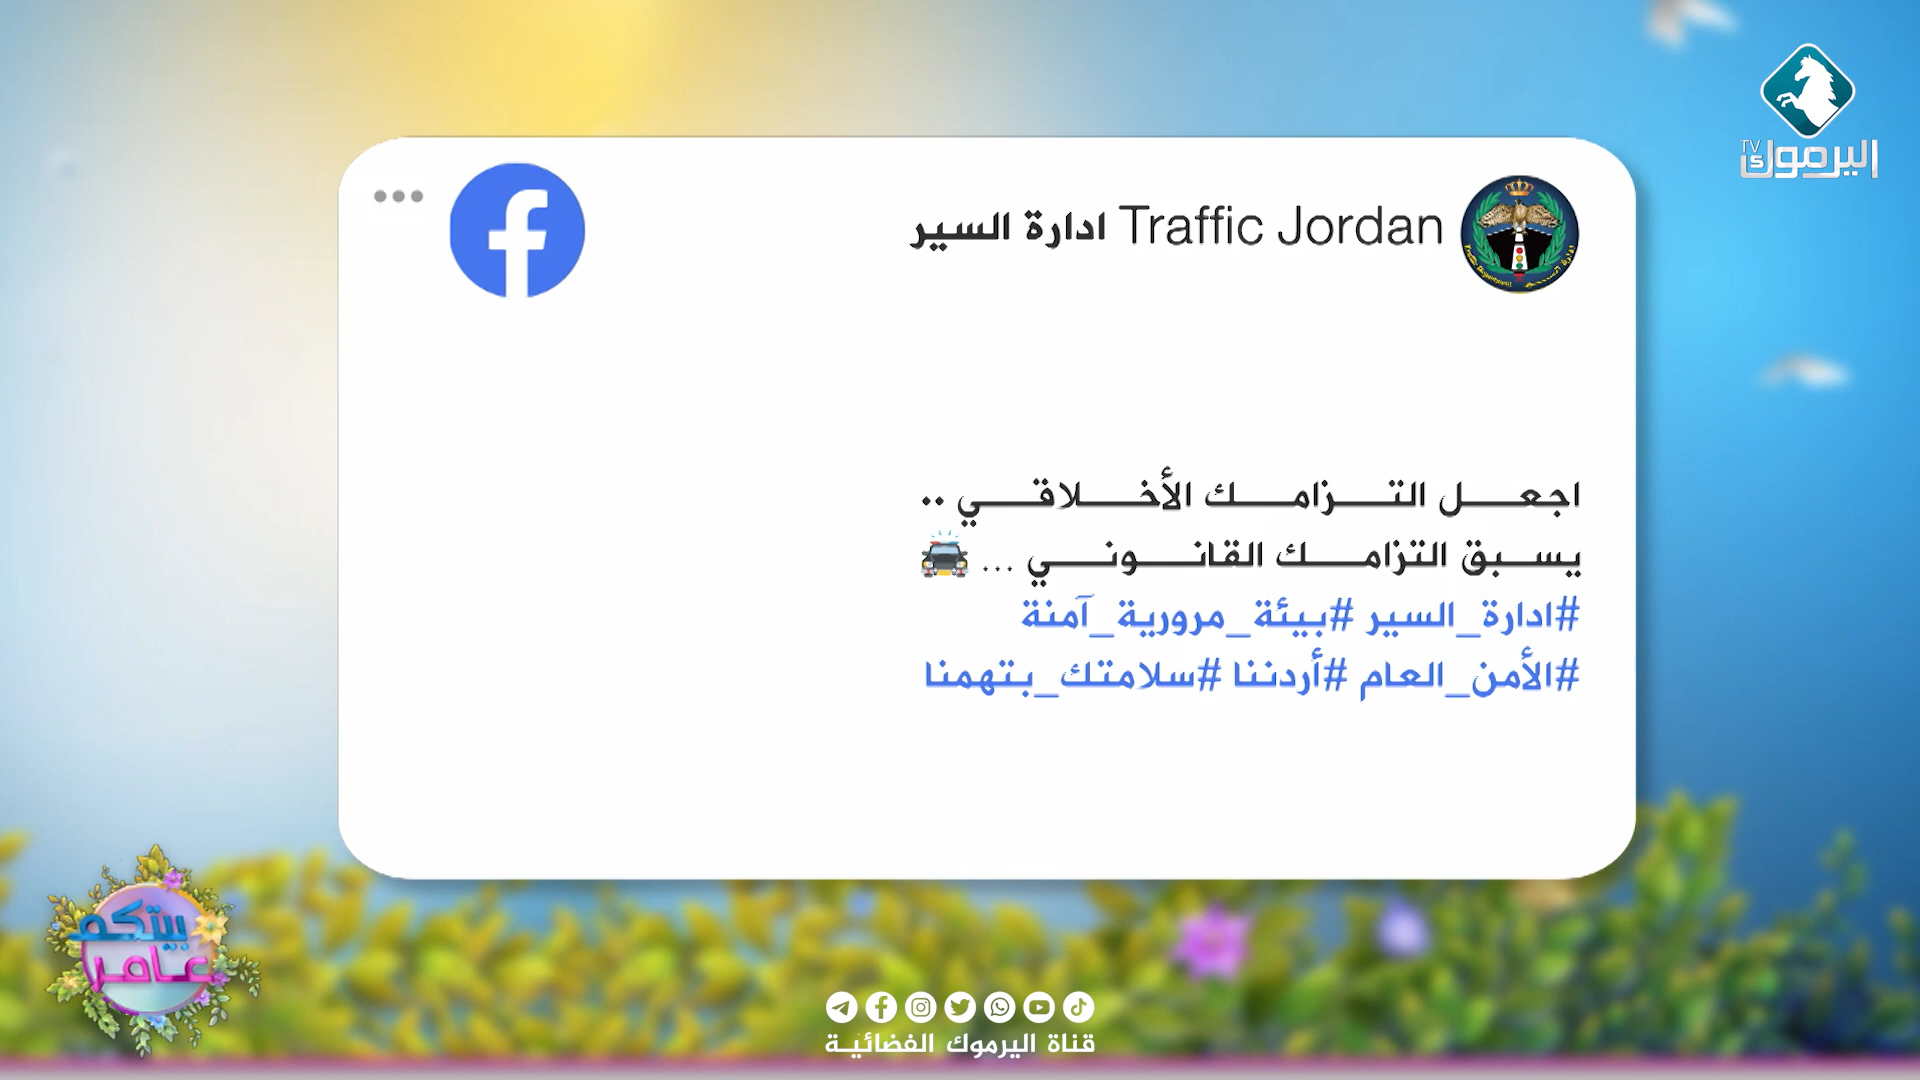 اليرموك
TV
Traffic Jordan ادارة السير
اجعـــل التـــزامـــك الأخـــلاقـــي ..
يســـبق التزامـــك القانـــونـــي ...
#ادارة_السير #بيئة_مرورية_آمنة
#الأمن_العام #أردننا #سلامتك_بتهمنا
بيتكم
عامر
قناة اليرموك الفضائية